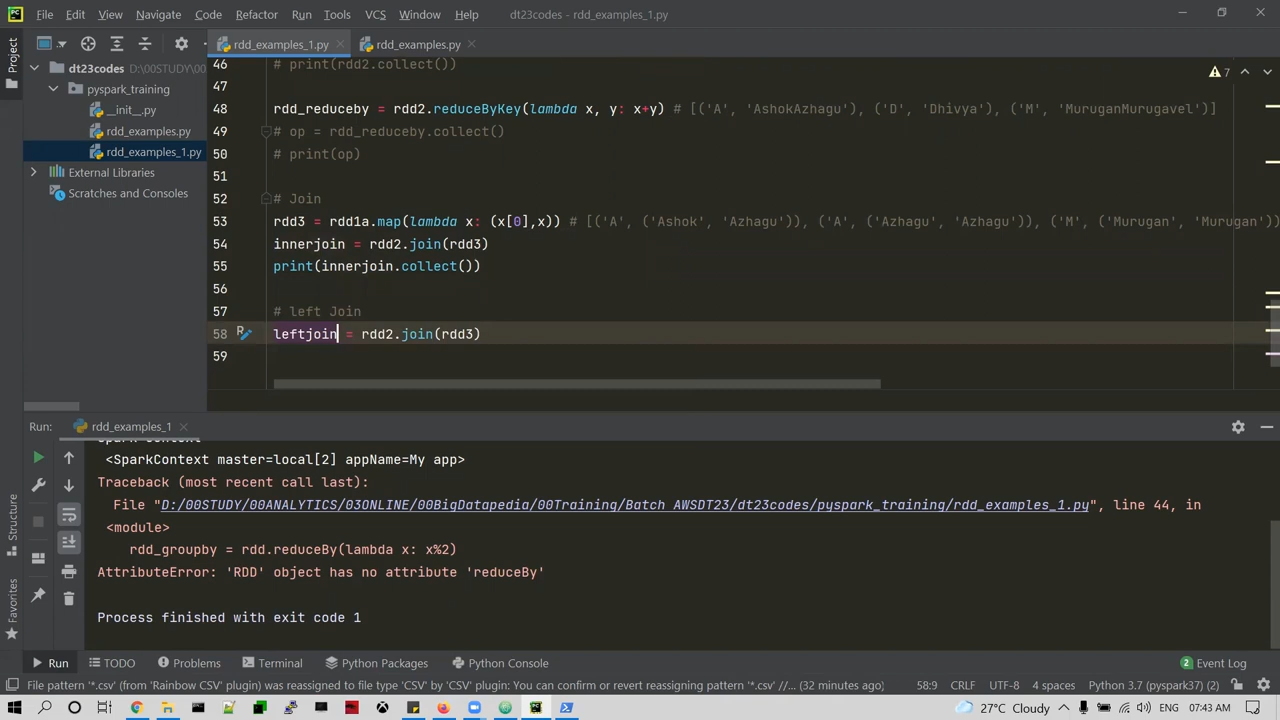 File Edit View Navigate Code Refactor Run Tools VCS Window Help dt23codes - rdd_examples_1.py
rdd_examples_1.py rdd_examples.py
Project
dt23codes D:\00STUDY\00
pyspark_training
__init__.py
rdd_examples.py
rdd_examples_1.py
External Libraries
Scratches and Consoles
7
46 # print(rdd2.collect())
47
48 rdd_reduceby = rdd2.reduceByKey(lambda x, y: x+y) # [('A', 'AshokAzhagu'), ('D', 'Dhivya'), ('M', 'MuruganMurugavel')]
49 # op = rdd_reduceby.collect()
50 # print(op)
51
52 # Join
53 rdd3 = rdd1a.map(lambda x: (x[0],x)) # [('A', ('Ashok', 'Azhagu')), ('A', ('Azhagu', 'Azhagu')), ('M', ('Murugan', 'Murugan'))
54 innerjoin = rdd2.join(rdd3)
55 print(innerjoin.collect())
56
57 # left Join
58 leftjoin = rdd2.join(rdd3)
59
Run: rdd_examples_1
<SparkContext master=local[2] appName=My app>
Traceback (most recent call last):
File "D:/00STUDY/00ANALYTICS/03ONLINE/00BigDatapedia/00Training/Batch_AWSDT23/dt23codes/pyspark_training/rdd_examples_1.py", line 44, in
<module>
rdd_groupby = rdd.reduceBy(lambda x: x%2)
AttributeError: 'RDD' object has no attribute 'reduceBy'
Process finished with exit code 1
Structure
Favorites
Run TODO Problems Terminal Python Packages Python Console 2 Event Log
File pattern '*.csv' (from 'Rainbow CSV' plugin) was reassigned to file type 'CSV' by 'CSV' plugin: You can confirm or revert reassigning pattern '*.csv' //... (32 minutes ago) 58:9 CRLF UTF-8 4 spaces Python 3.7 (pyspark37) (2)
27°C Cloudy ENG 07:43 AM